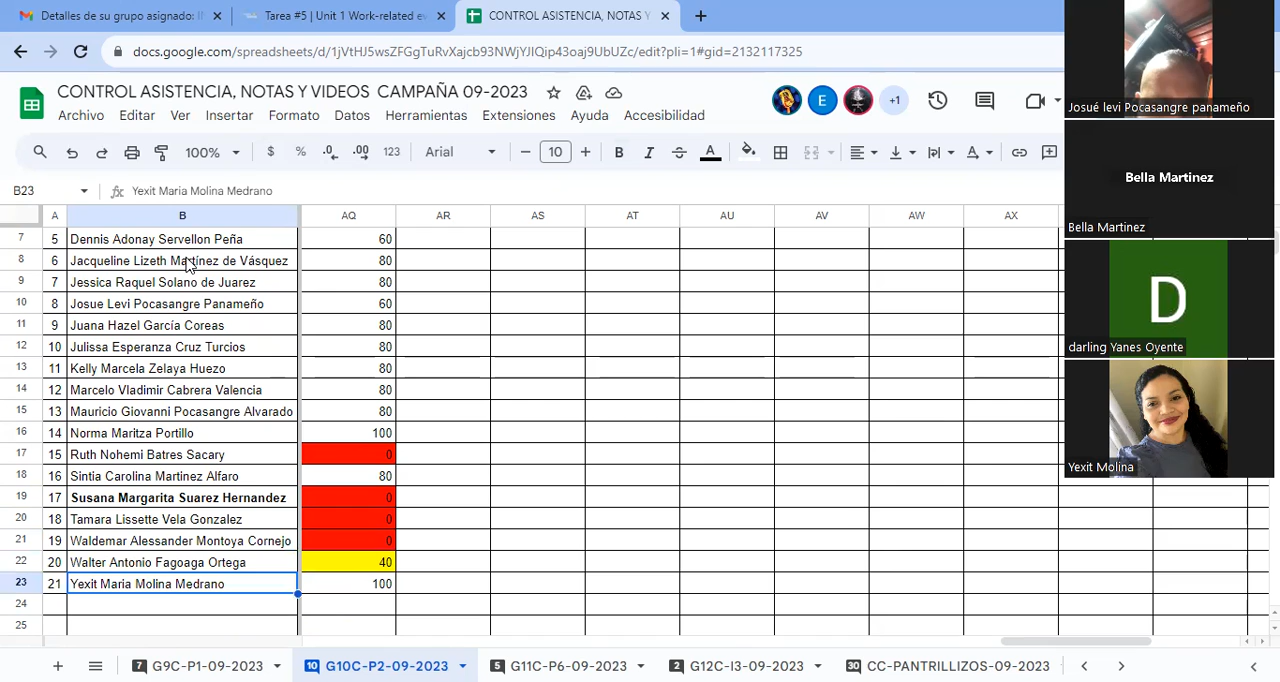 Detalles de su grupo asignado: I
Tarea #5 | Unit 1 Work-related e
CONTROL ASISTENCIA, NOTAS Y
docs.google.com/spreadsheets/d/1jVtHJ5wsZFGgTuRvXajcb93NWjYJIQip43oaj9UbUZc/edit?pli=1#gid=2132117325
CONTROL ASISTENCIA, NOTAS Y VIDEOS CAMPAÑA 09-2023
E
+1
Archivo Editar Ver Insertar Formato Datos Herramientas Extensiones Ayuda Accesibilidad
100% $ % .0 .00 123 Arial 10 B I A
B23 fx Yexit Maria Molina Medrano
A B AQ AR AS AT AU AV AW AX
7 5 Dennis Adonay Servellon Peña 60
8 6 Jacqueline Lizeth Martínez de Vásquez 80
9 7 Jessica Raquel Solano de Juarez 80
10 8 Josue Levi Pocasangre Panameño 60
11 9 Juana Hazel García Coreas 80
12 10 Julissa Esperanza Cruz Turcios 80
13 11 Kelly Marcela Zelaya Huezo 80
14 12 Marcelo Vladimir Cabrera Valencia 80
15 13 Mauricio Giovanni Pocasangre Alvarado 80
16 14 Norma Maritza Portillo 100
17 15 Ruth Nohemi Batres Sacary 0
18 16 Sintia Carolina Martinez Alfaro 80
19 17 Susana Margarita Suarez Hernandez 0
20 18 Tamara Lissette Vela Gonzalez 0
21 19 Waldemar Alessander Montoya Cornejo 0
22 20 Walter Antonio Fagoaga Ortega 40
23 21 Yexit Maria Molina Medrano 100
24
25
7 G9C-P1-09-2023 10 G10C-P2-09-2023 5 G11C-P6-09-2023 2 G12C-I3-09-2023 30 CC-PANTRILLIZOS-09-2023
Josué levi Pocasangre panameño
Bella Martinez
Bella Martinez
D
darling Yanes Oyente
Yexit Molina